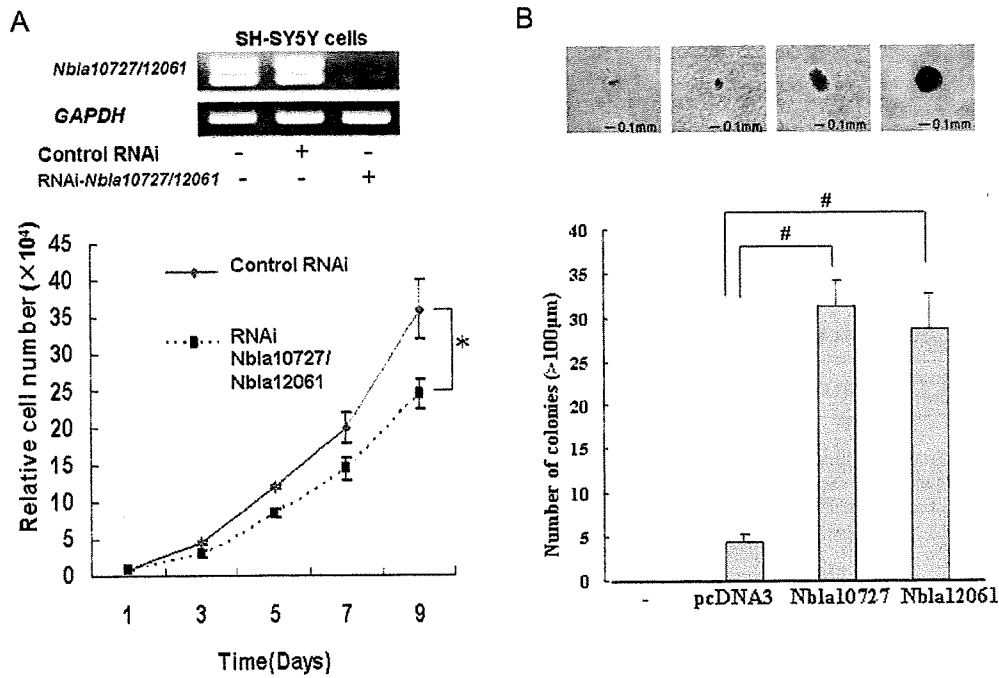 A
SH-SY5Y cells
Nbla10727/12061
GAPDH
Control RNAi - + -
RNAi-Nbla10727/12061 - - +
Relative cell number (×10⁴)
45
40
35
30
25
20
15
10
5
0
Control RNAi
RNAi
Nbla10727/
Nbla12061
*
1 3 5 7 9
Time(Days)
B
0.1mm 0.1mm 0.1mm 0.1mm
#
#
Number of colonies (>100μm)
40
35
30
25
20
15
10
5
0
- pcDNA3 Nbla10727 Nbla12061